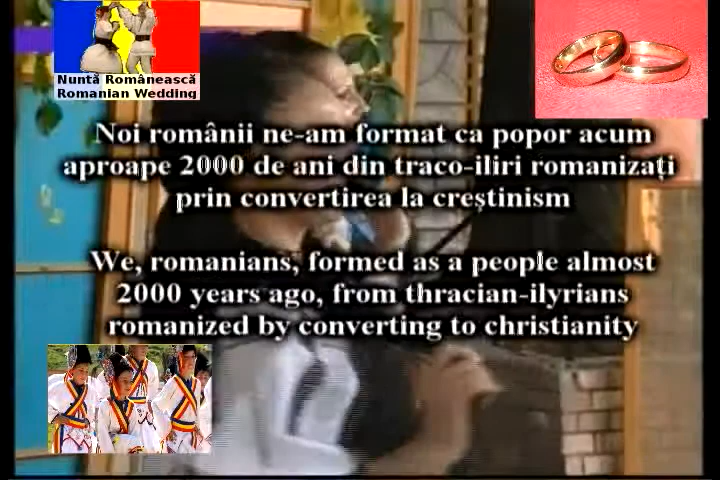 Nuntă Românească
Romanian Wedding
Noi românii ne-am format ca popor acum
aproape 2000 de ani din traco-iliri romanizați
prin convertirea la creștinism
We, romanians, formed as a people almost
2000 years ago, from thracian-ilyrians
romanized by converting to christianity